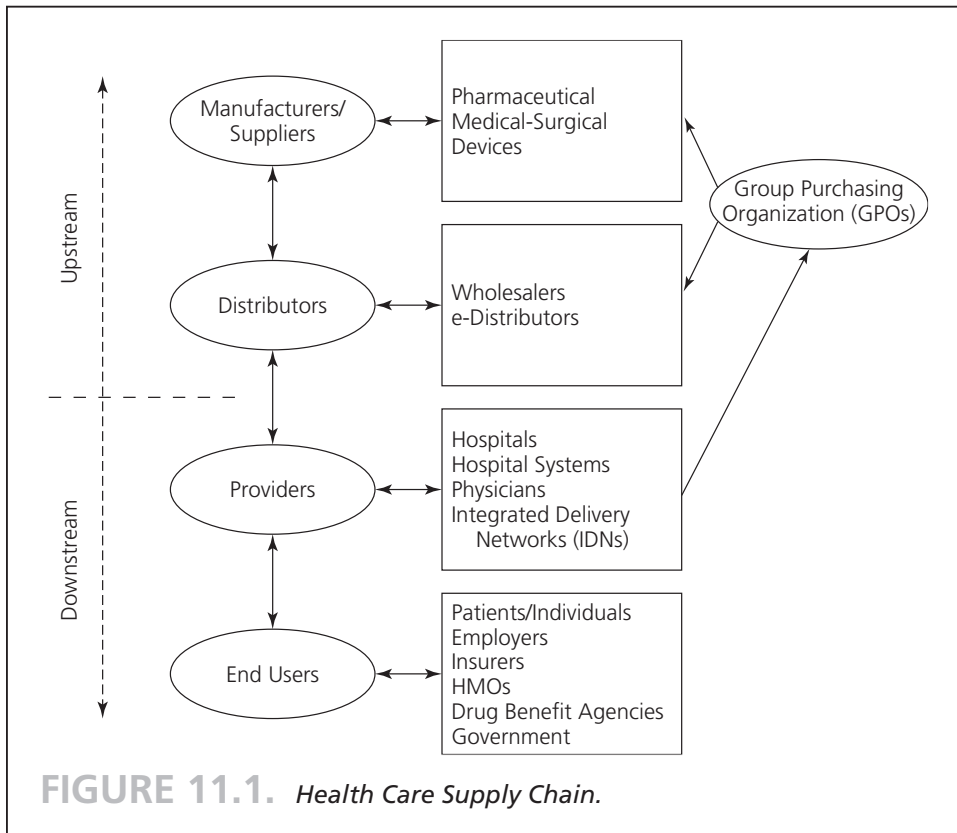 Upstream
Downstream
Manufacturers/
Suppliers
Pharmaceutical
Medical-Surgical
Devices
Group Purchasing
Organization (GPOs)
Distributors
Wholesalers
e-Distributors
Providers
Hospitals
Hospital Systems
Physicians
Integrated Delivery
Networks (IDNs)
End Users
Patients/Individuals
Employers
Insurers
HMOs
Drug Benefit Agencies
Government
FIGURE 11.1. Health Care Supply Chain.